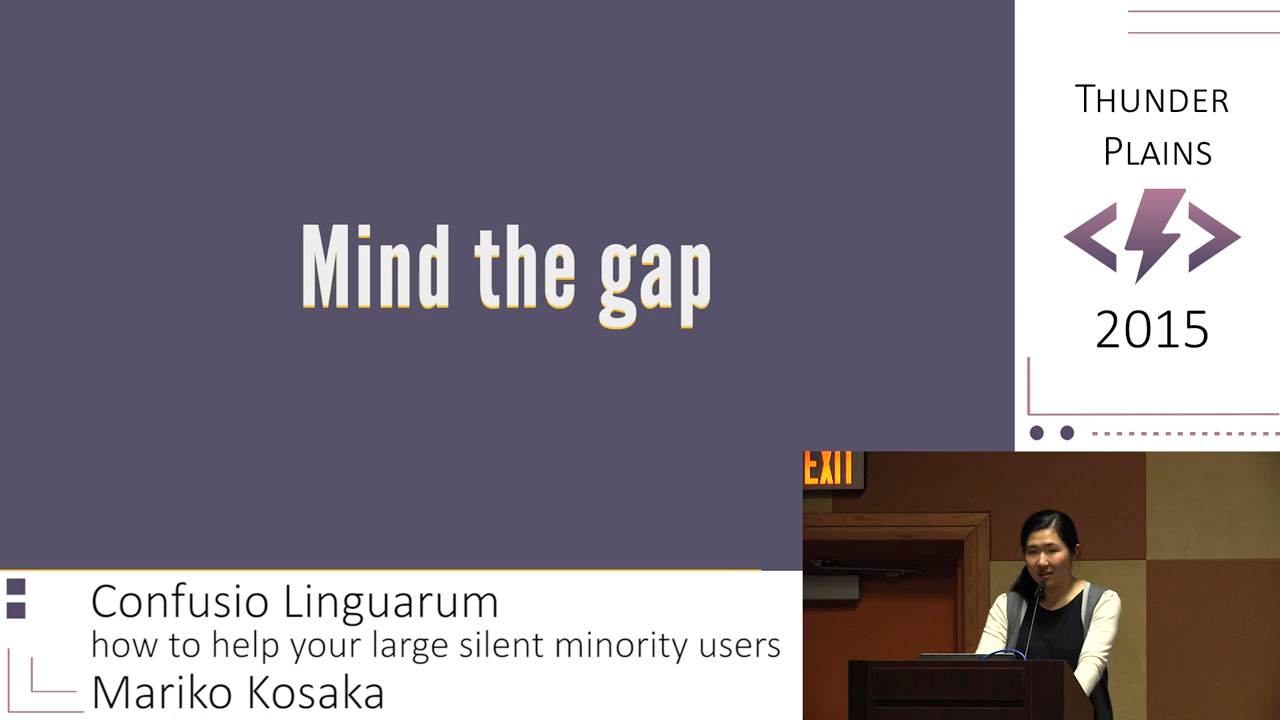 Mind the gap
THUNDER
PLAINS
2015
EXIT
Confusio Linguarum
how to help your large silent minority users
Mariko Kosaka